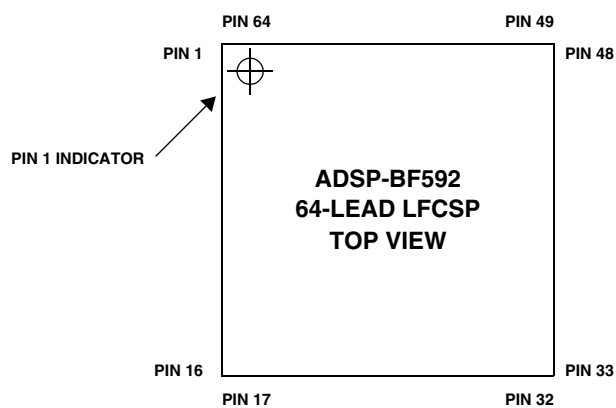 PIN 64
PIN 49
PIN 1
PIN 48
PIN 1 INDICATOR
ADSP-BF592
64-LEAD LFCSP
TOP VIEW
PIN 16
PIN 33
PIN 17
PIN 32